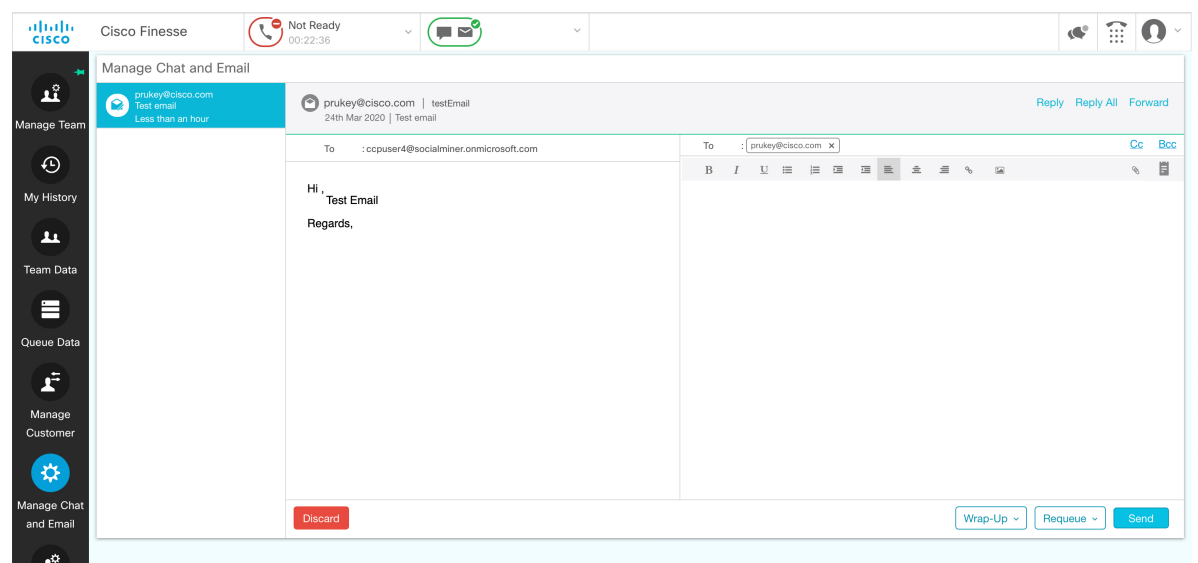 CISCO
Cisco Finesse
Not Ready
00:22:36
Manage Team
My History
Team Data
Queue Data
Manage
Customer
Manage Chat
and Email
Manage Chat and Email
prukey@cisco.com
Test email
Less than an hour
prukey@cisco.com | testEmail
24th Mar 2020 | Test email
Reply Reply All Forward
To : ccpuser4@socialminer.onmicrosoft.com
Hi ,
Test Email
Regards,
To : prukey@cisco.com x
Cc Bcc
B I U
Discard
Wrap-Up
Requeue
Send